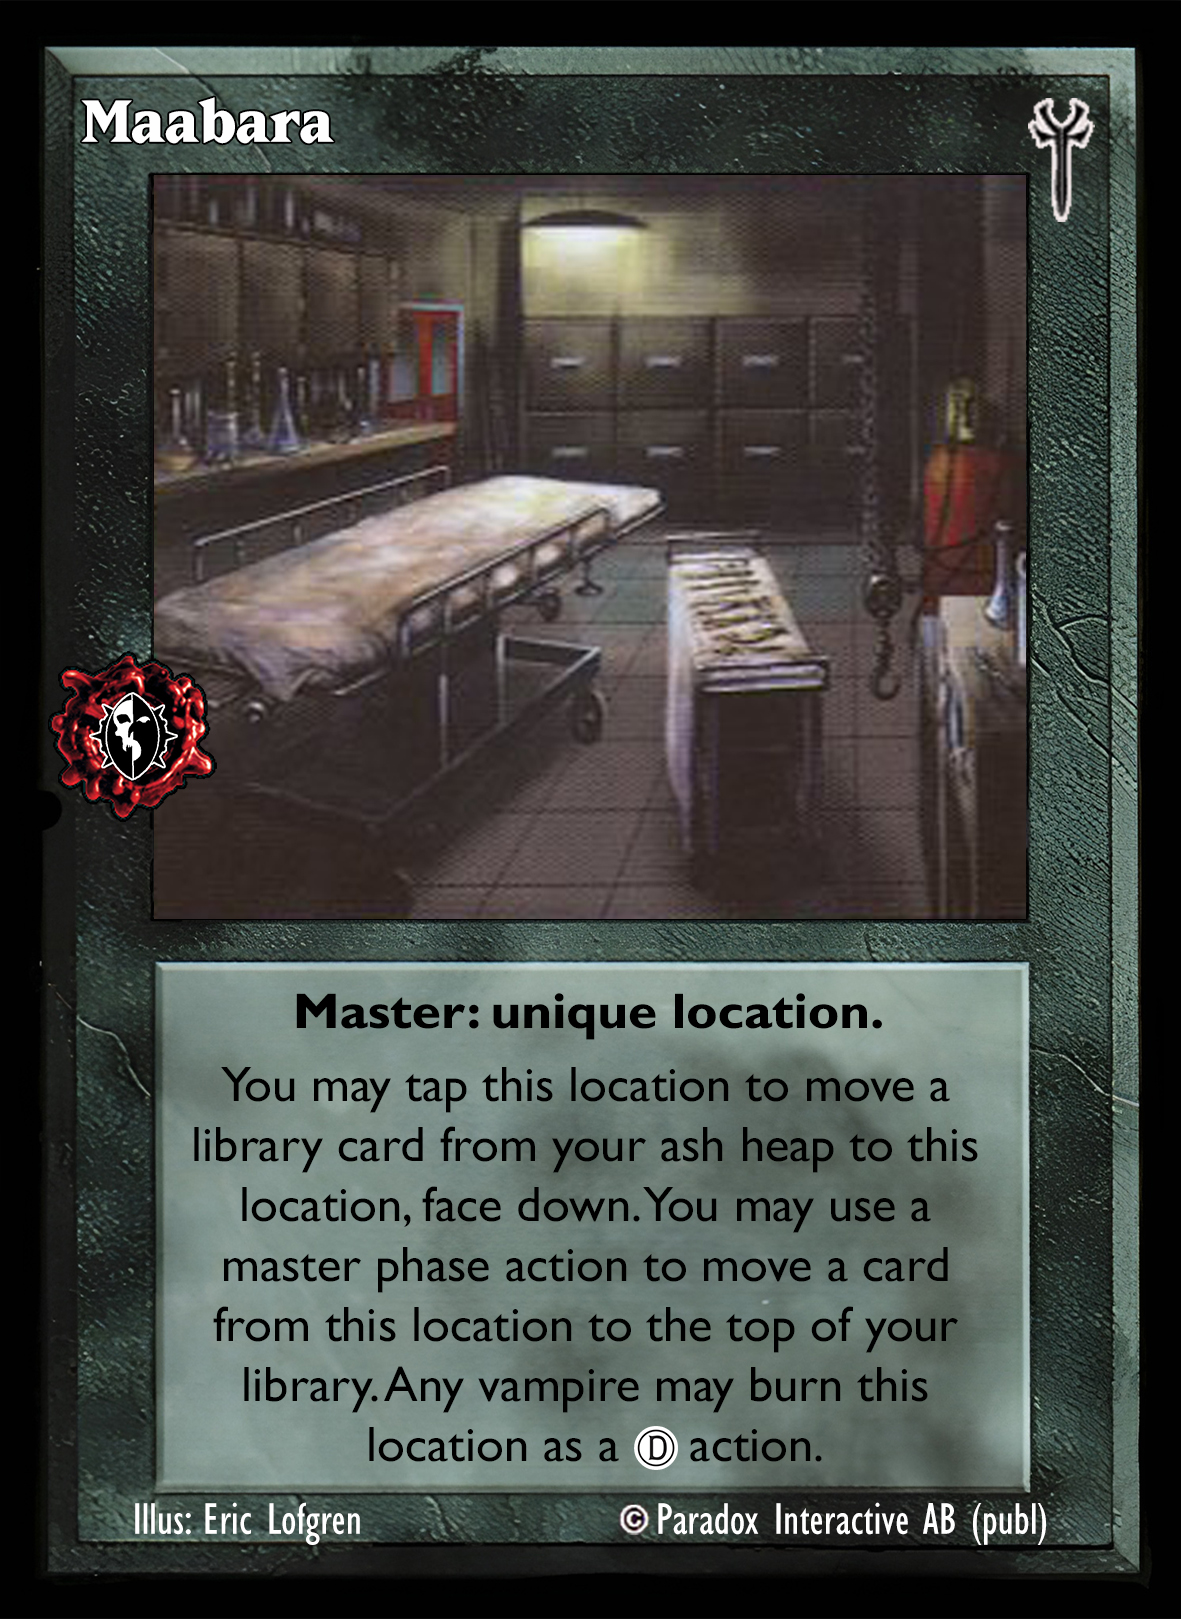 Maabara
Master: unique location.
You may tap this location to move a
library card from your ash heap to this
location, face down. You may use a
master phase action to move a card
from this location to the top of your
library. Any vampire may burn this
location as a Ⓓ action.
Illus: Eric Lofgren © Paradox Interactive AB (publ)